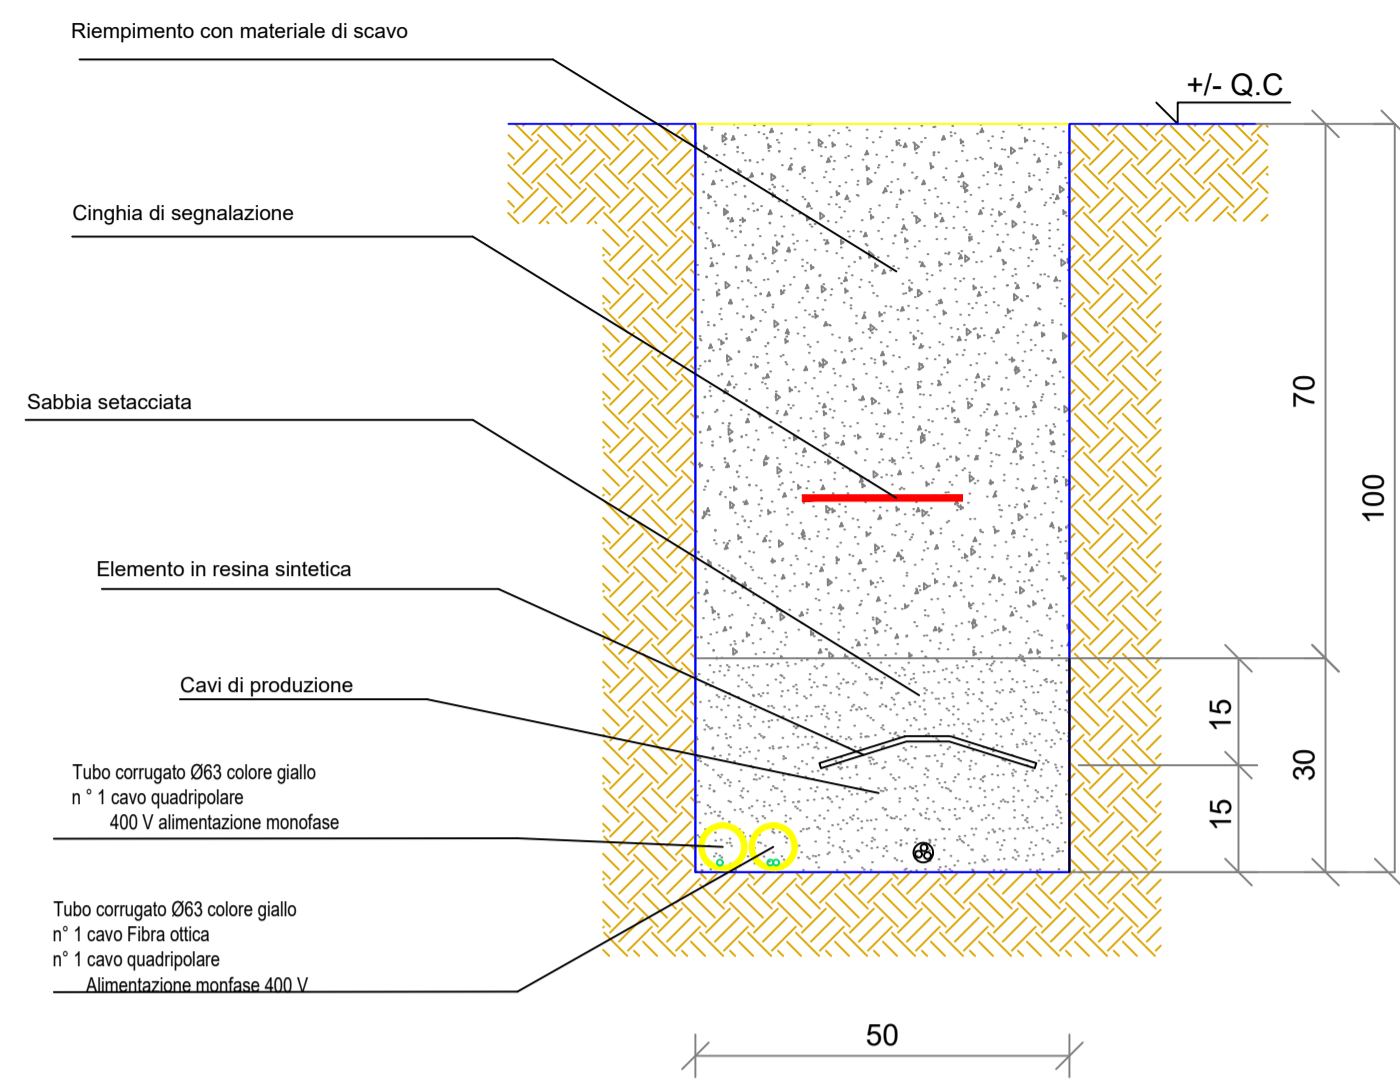 Riempimento con materiale di scavo
+/- Q.C
Cinghia di segnalazione
70
Sabbia setacciata
100
Elemento in resina sintetica
Cavi di produzione
15
30
15
Tubo corrugato Ø63 colore giallo
n ° 1 cavo quadripolare
400 V alimentazione monofase
Tubo corrugato Ø63 colore giallo
n° 1 cavo Fibra ottica
n° 1 cavo quadripolare
Alimentazione monfase 400 V
50